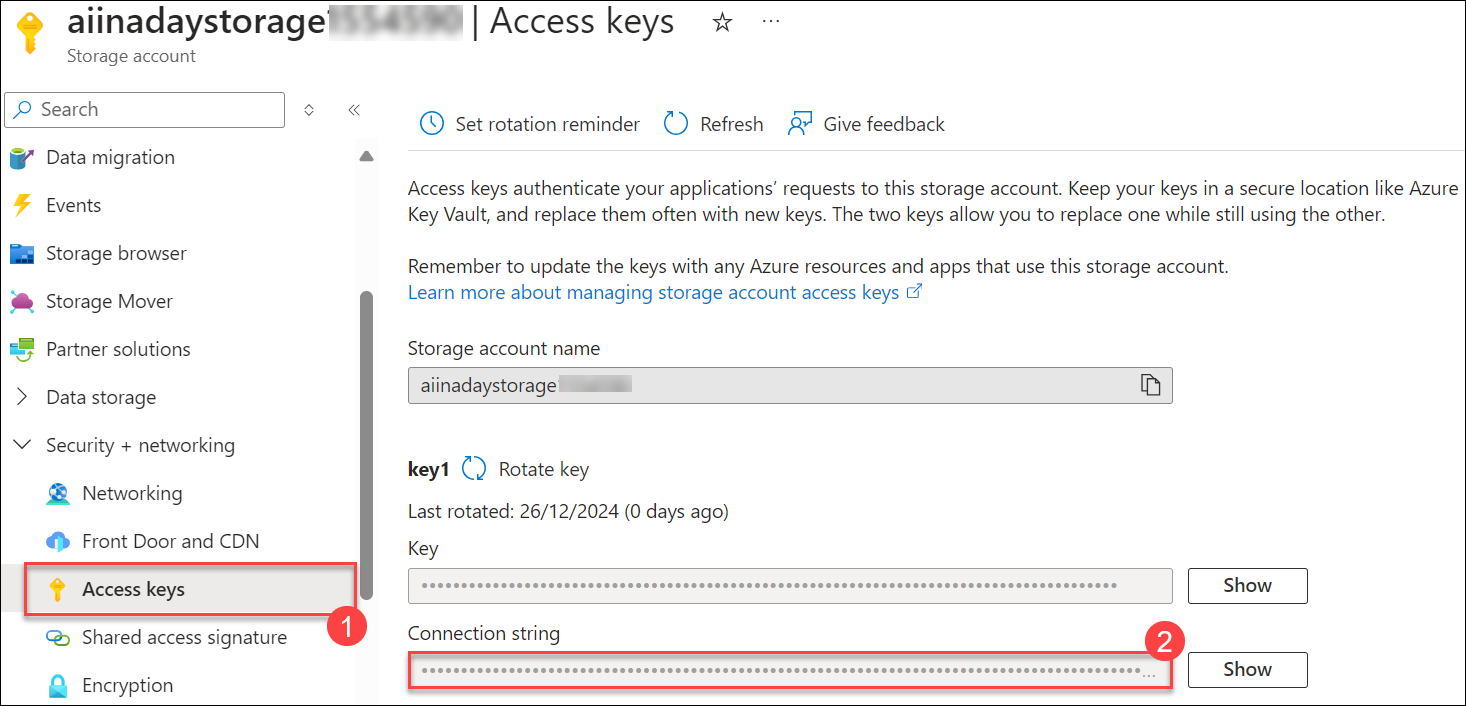 aiinadaystorage | Access keys
Storage account
Search
Data migration
Events
Storage browser
Storage Mover
Partner solutions
Data storage
Security + networking
Networking
Front Door and CDN
Access keys
1
Shared access signature
Encryption
Set rotation reminder
Refresh
Give feedback
Access keys authenticate your applications’ requests to this storage account. Keep your keys in a secure location like Azure
Key Vault, and replace them often with new keys. The two keys allow you to replace one while still using the other.
Remember to update the keys with any Azure resources and apps that use this storage account.
Learn more about managing storage account access keys
Storage account name
aiinadaystorage
key1 Rotate key
Last rotated: 26/12/2024 (0 days ago)
Key
Show
Connection string
2
Show